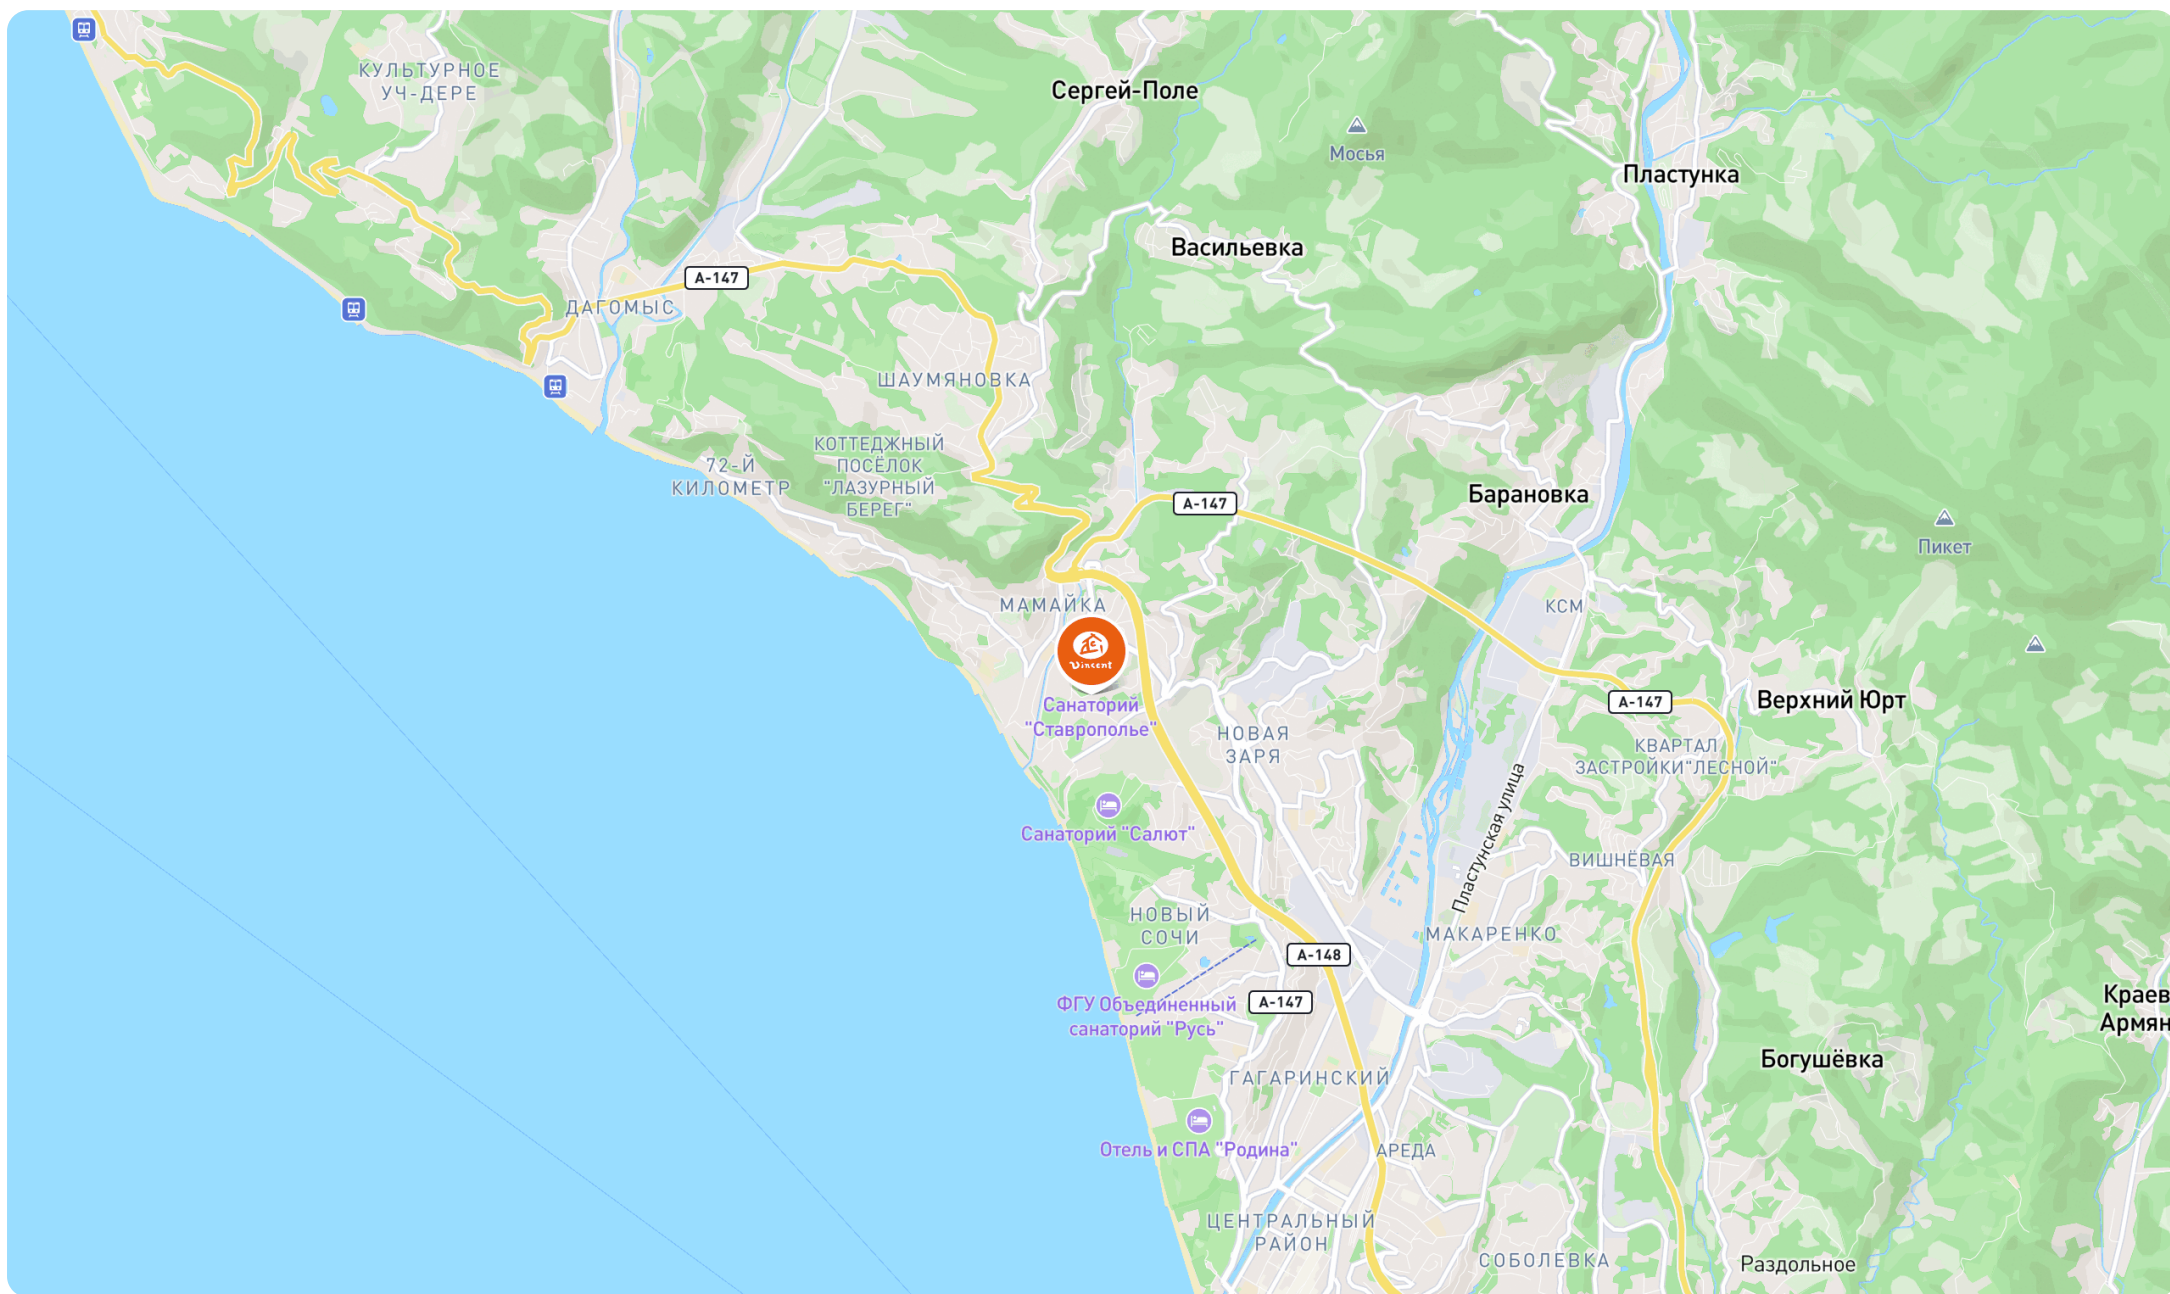 КУЛЬТУРНОЕ
УЧ-ДЕРЕ
Сергей-Поле
Мосья
Пластунка
Васильевка
А-147
ДАГОМЫС
ШАУМЯНОВКА
КОТТЕДЖНЫЙ
ПОСЁЛОК
"ЛАЗУРНЫЙ
БЕРЕГ"
72-Й
КИЛОМЕТР
А-147
Барановка
Пикет
МАМАЙКА
КСМ
Vincent
Санаторий
"Ставрополье"
А-147
Верхний Юрт
НОВАЯ
ЗАРЯ
КВАРТАЛ
ЗАСТРОЙКИ"ЛЕСНОЙ"
Пластунская улица
Санаторий "Салют"
ВИШНЁВАЯ
НОВЫЙ
СОЧИ
МАКАРЕНКО
А-148
А-147
ФГУ Объединенный
санаторий "Русь"
Краев
Армян
Богушёвка
ГАГАРИНСКИЙ
Отель и СПА "Родина"
АРЕДА
ЦЕНТРАЛЬНЫЙ
РАЙОН
СОБОЛЕВКА
Раздольное